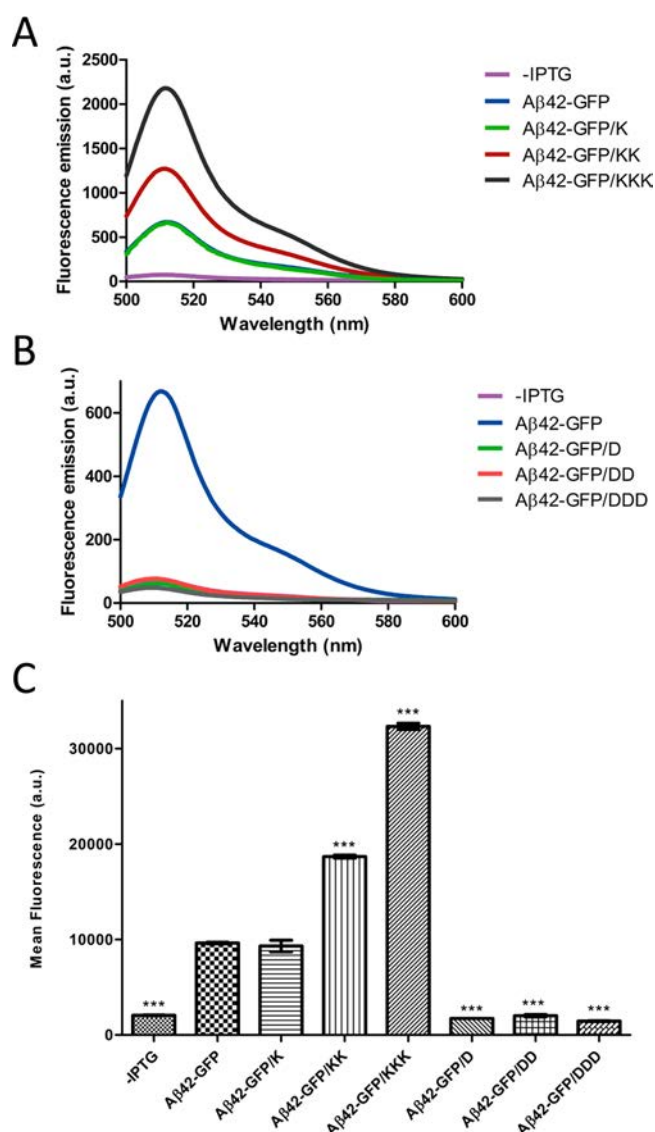 A
Fluorescence emission (a.u.)
2500
2000
1500
1000
500
0
500 520 540 560 580 600
Wavelength (nm)
-IPTG
Aβ42-GFP
Aβ42-GFP/K
Aβ42-GFP/KK
Aβ42-GFP/KKK
B
Fluorescence emission (a.u.)
600
400
200
0
500 520 540 560 580 600
Wavelength (nm)
-IPTG
Aβ42-GFP
Aβ42-GFP/D
Aβ42-GFP/DD
Aβ42-GFP/DDD
C
Mean Fluorescence (a.u.)
30000
20000
10000
0
***
***
***
***
***
***
-IPTG
Aβ42-GFP
Aβ42-GFP/K
Aβ42-GFP/KK
Aβ42-GFP/KKK
Aβ42-GFP/D
Aβ42-GFP/DD
Aβ42-GFP/DDD